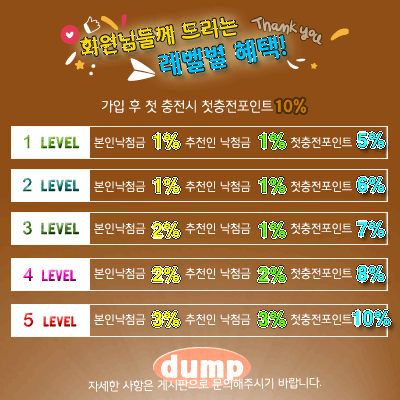 회원님들께 드리는
Thank you
레벨별 혜택!
가입 후 첫 충전시 첫충전포인트 10%
1 LEVEL 본인낙첨금 1% 추천인 낙첨금 1% 첫충전포인트 5%
2 LEVEL 본인낙첨금 1% 추천인 낙첨금 1% 첫충전포인트 6%
3 LEVEL 본인낙첨금 2% 추천인 낙첨금 1% 첫충전포인트 7%
4 LEVEL 본인낙첨금 2% 추천인 낙첨금 2% 첫충전포인트 8%
5 LEVEL 본인낙첨금 3% 추천인 낙첨금 3% 첫충전포인트 10%
dump
자세한 사항은 게시판으로 문의해주시기 바랍니다.